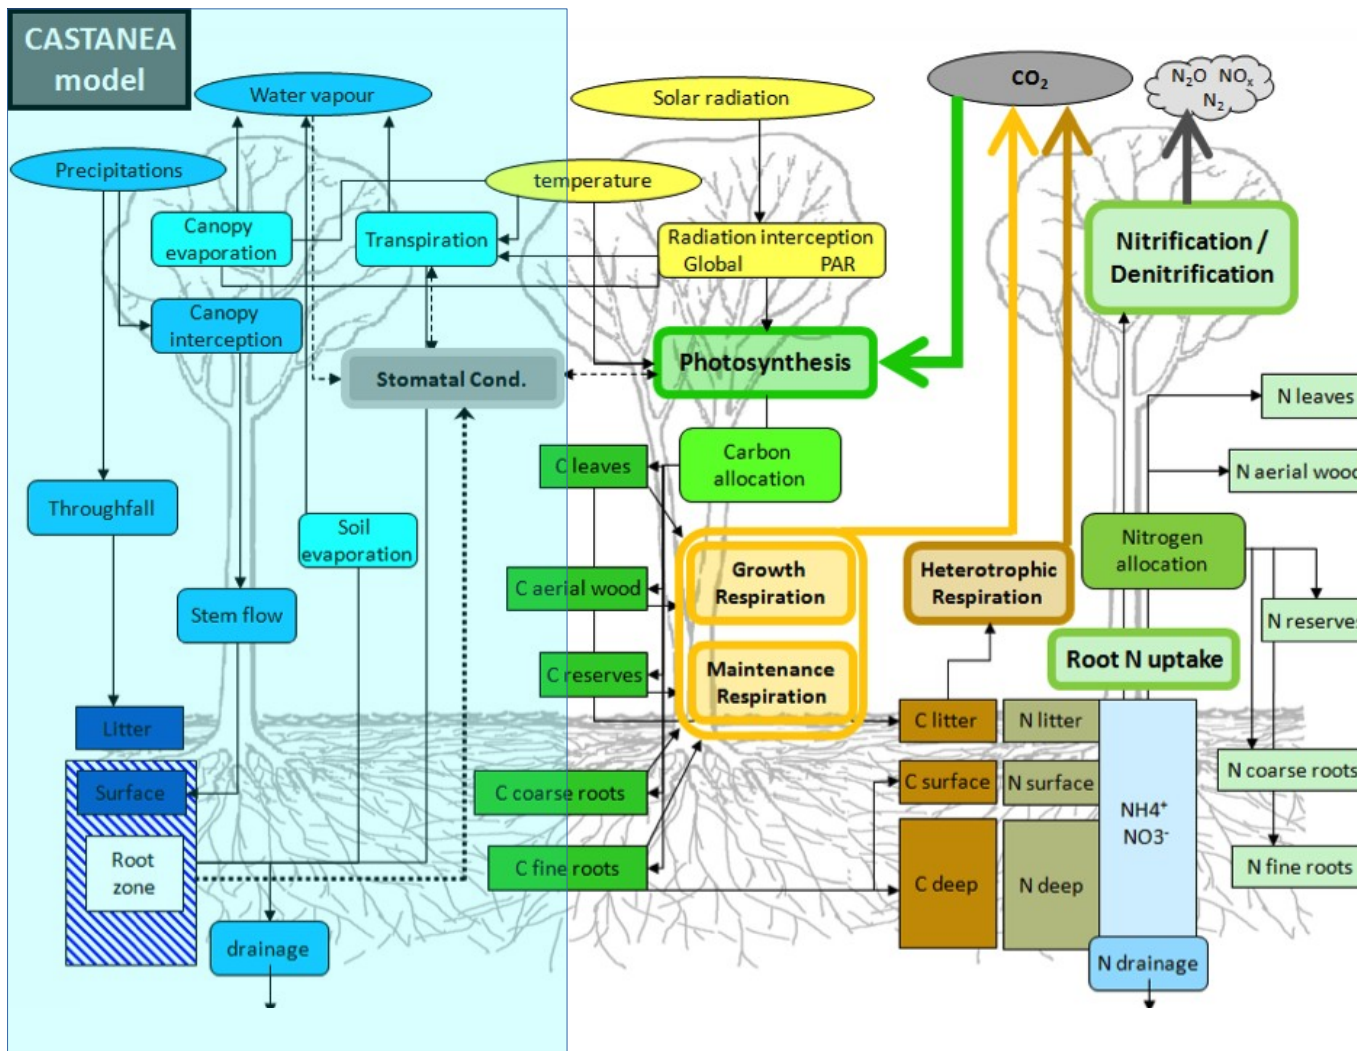 CASTANEA
model
Water vapour
Solar radiation
CO₂
N₂O NOₓ
N₂
Precipitations
temperature
Canopy
evaporation
Transpiration
Radiation interception
Global PAR
Nitrification /
Denitrification
Canopy
interception
Stomatal Cond.
Photosynthesis
N leaves
C leaves
Carbon
allocation
N aerial wood
Throughfall
Soil
evaporation
Nitrogen
allocation
C aerial wood
Growth
Respiration
Heterotrophic
Respiration
Stem flow
N reserves
Root N uptake
C reserves
Maintenance
Respiration
Litter
C litter
N litter
Surface
C coarse roots
C surface
N surface
N coarse roots
NH4⁺
NO3⁻
Root
zone
C fine roots
C deep
N deep
N fine roots
drainage
N drainage